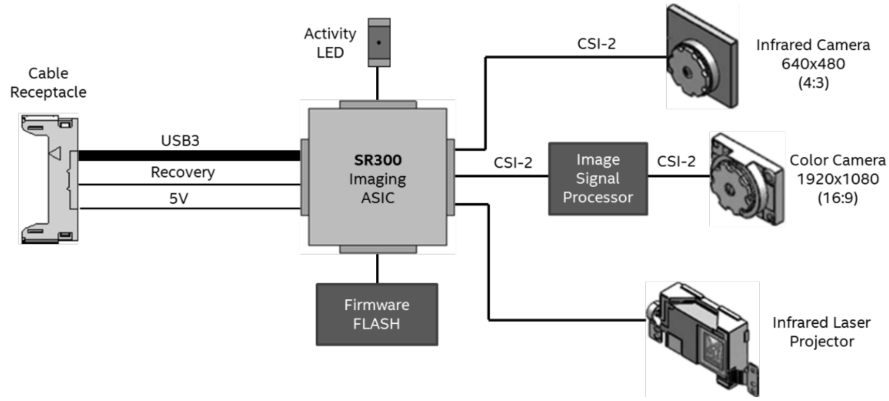 Activity
LED
CSI-2
Infrared Camera
640x480
(4:3)
Cable
Receptacle
USB3
Recovery
5V
SR300
Imaging
ASIC
CSI-2
Image
Signal
Processor
CSI-2
Color Camera
1920x1080
(16:9)
Firmware
FLASH
Infrared Laser
Projector